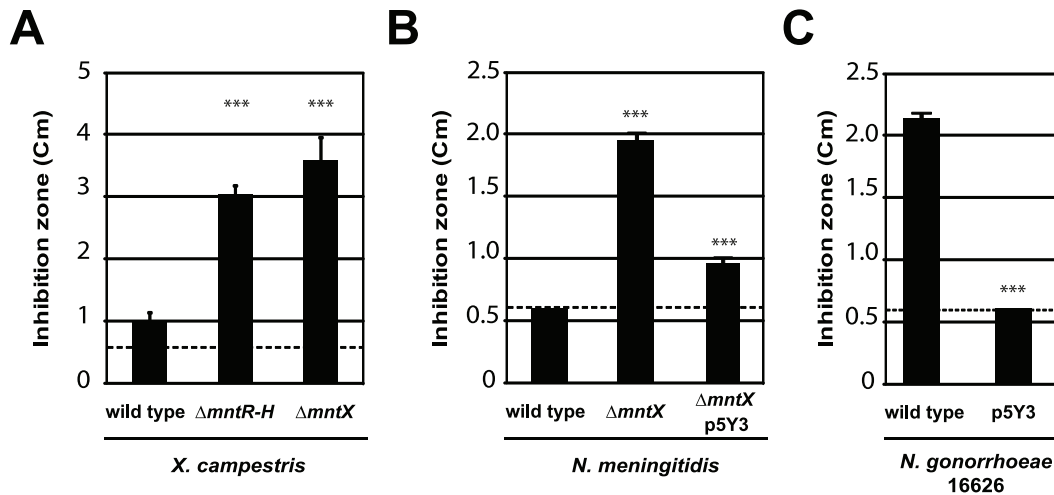 A
Inhibition zone (Cm)
5
4
3
2
1
0
***
***
wild type
ΔmntR-H
ΔmntX
X. campestris
B
Inhibition zone (Cm)
2.5
2.0
1.5
1.0
0.5
0
***
***
wild type
ΔmntX
ΔmntX
p5Y3
N. meningitidis
C
Inhibition zone (Cm)
2.5
2.0
1.5
1.0
0.5
0
***
wild type
p5Y3
N. gonorrhoeae
16626